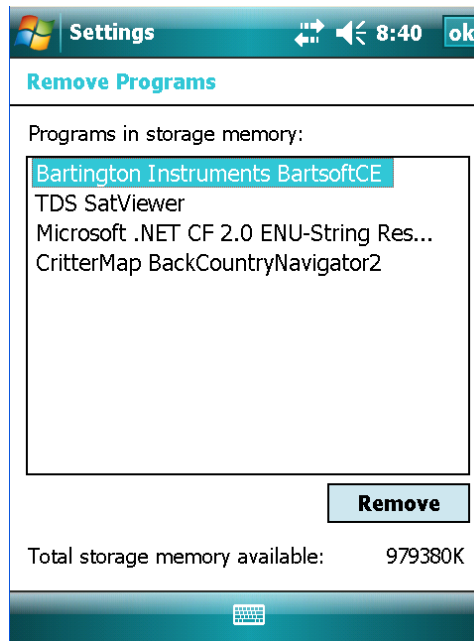 Settings 8:40 ok
Remove Programs
Programs in storage memory:
Bartington Instruments BartsoftCE
TDS SatViewer
Microsoft .NET CF 2.0 ENU-String Res...
CritterMap BackCountryNavigator2
Remove
Total storage memory available: 979380K